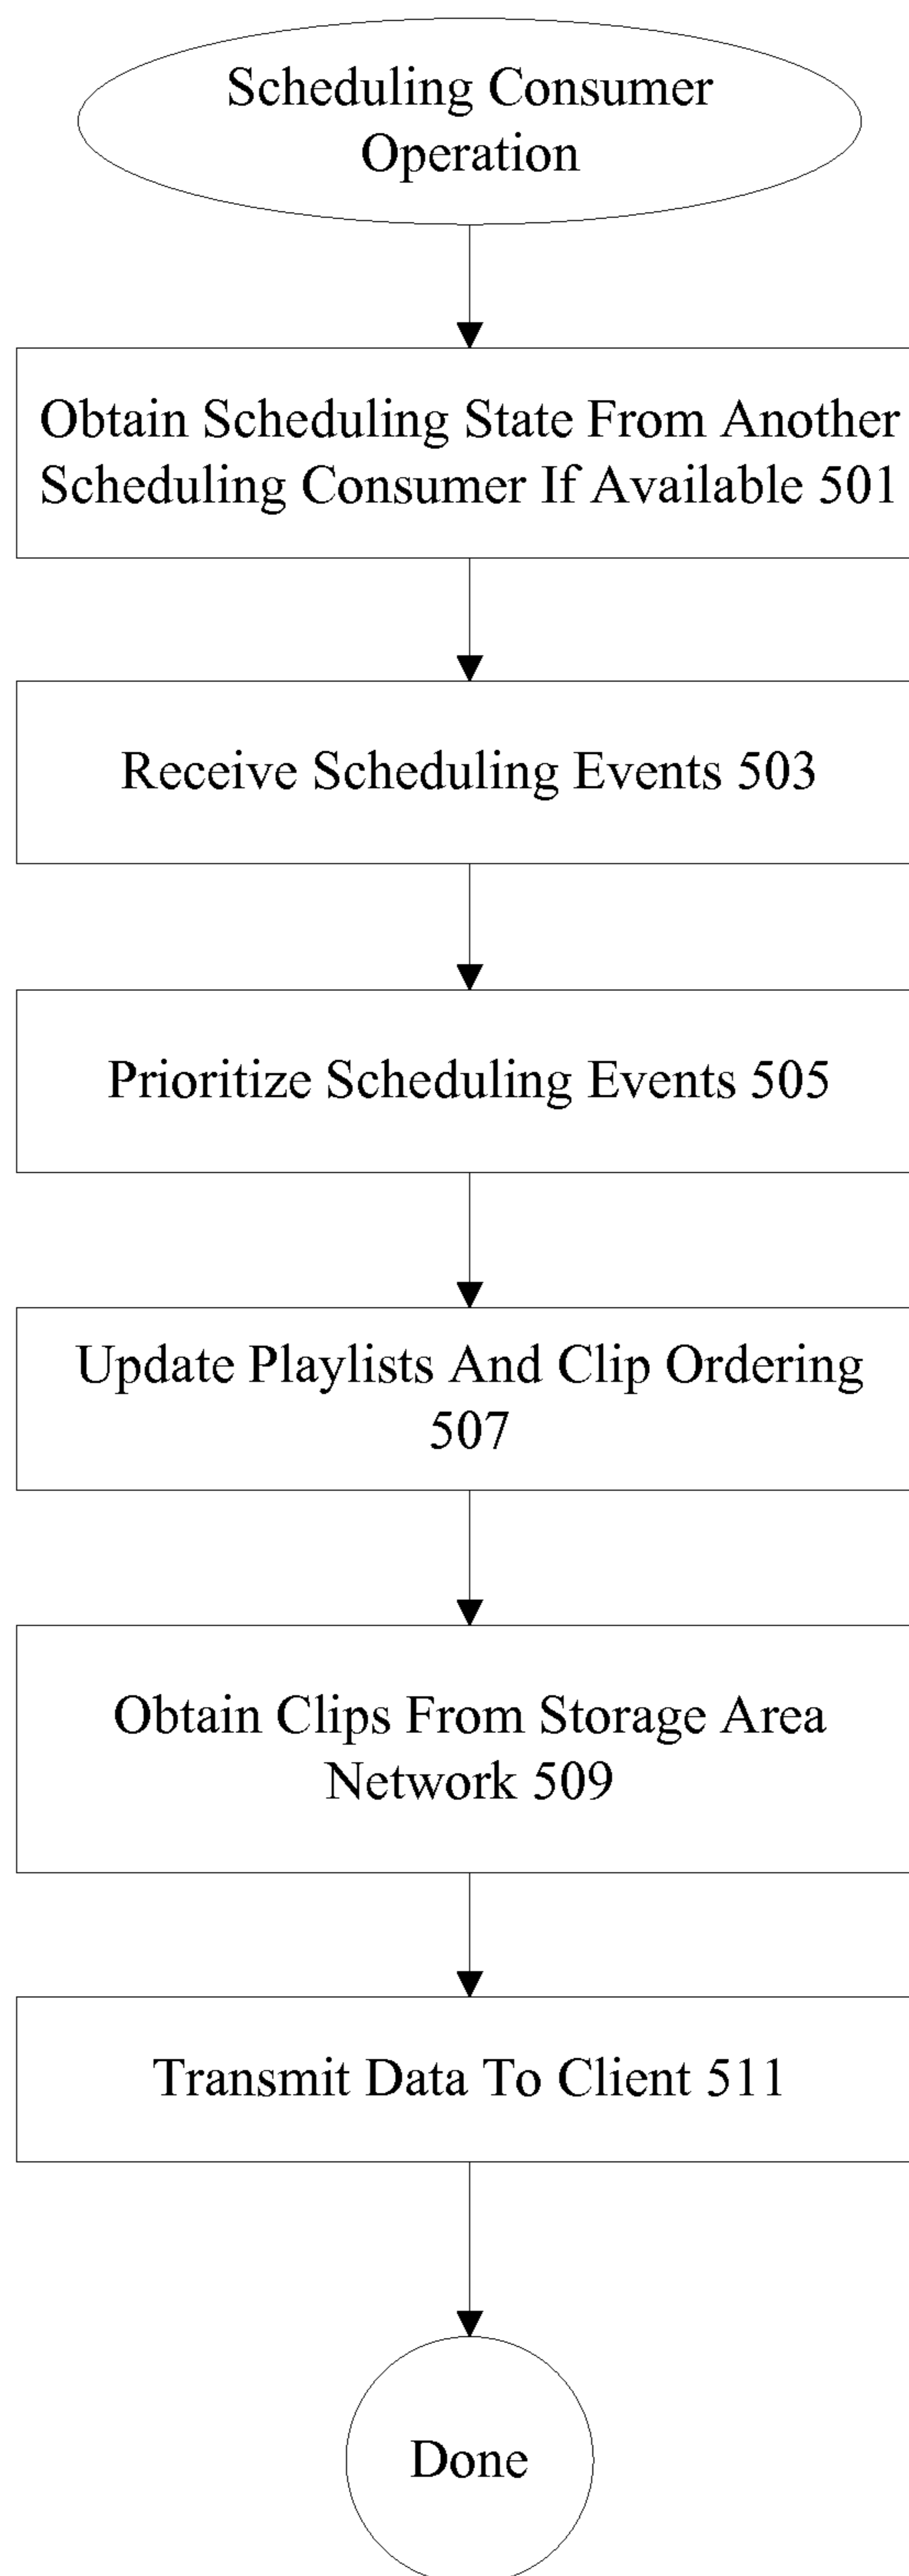 Scheduling Consumer
Operation
Obtain Scheduling State From Another
Scheduling Consumer If Available 501
Receive Scheduling Events 503
Prioritize Scheduling Events 505
Update Playlists And Clip Ordering
507
Obtain Clips From Storage Area
Network 509
Transmit Data To Client 511
Done